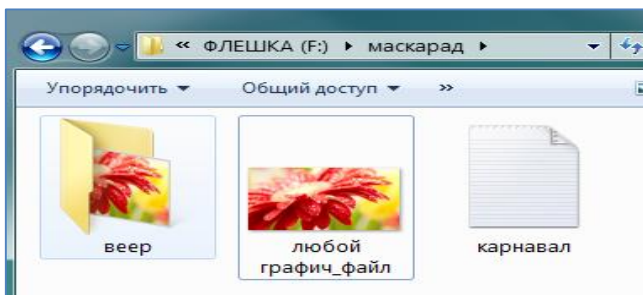 « ФЛЕШКА (F:) ▸ маскарад ▸
Упорядочить ▾ Общий доступ ▾ »
веер
любой
графич_файл
карнавал